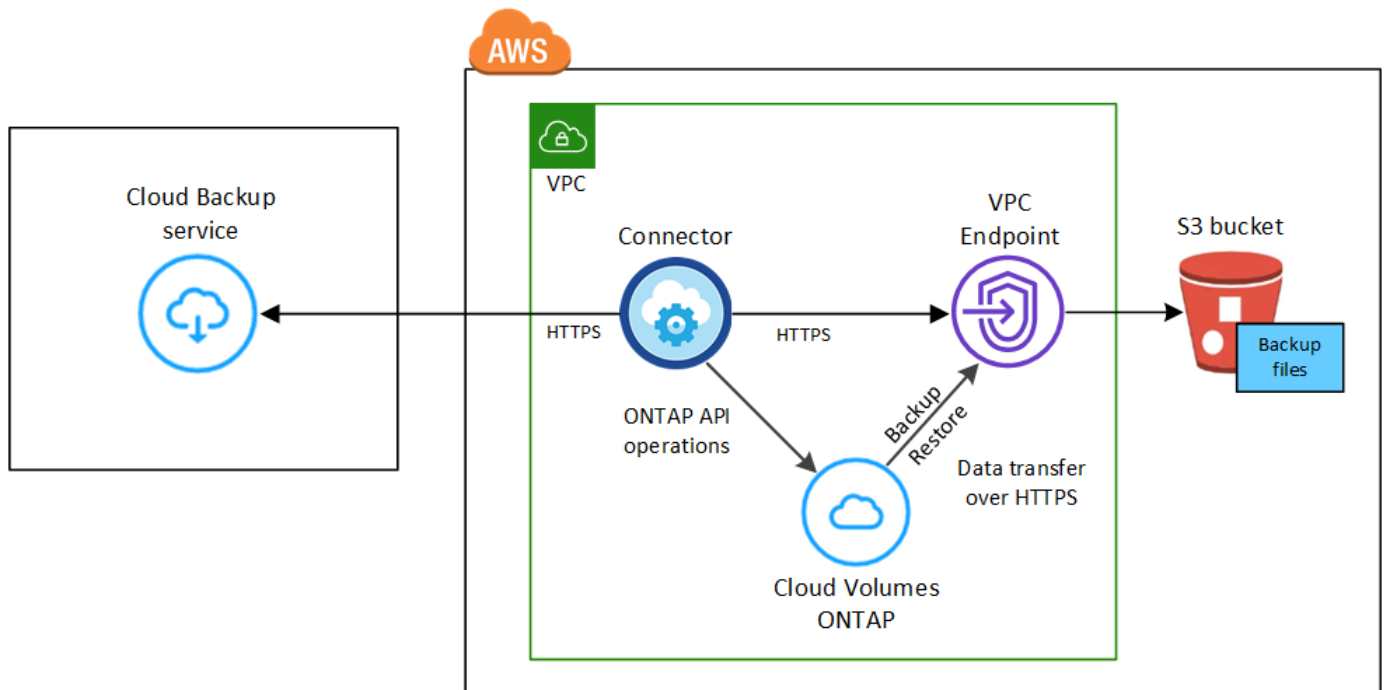 AWS
Cloud Backup
service
VPC
Connector
VPC
Endpoint
S3 bucket
HTTPS
HTTPS
Backup
files
ONTAP API
operations
Backup
Restore
Data transfer
over HTTPS
Cloud Volumes
ONTAP